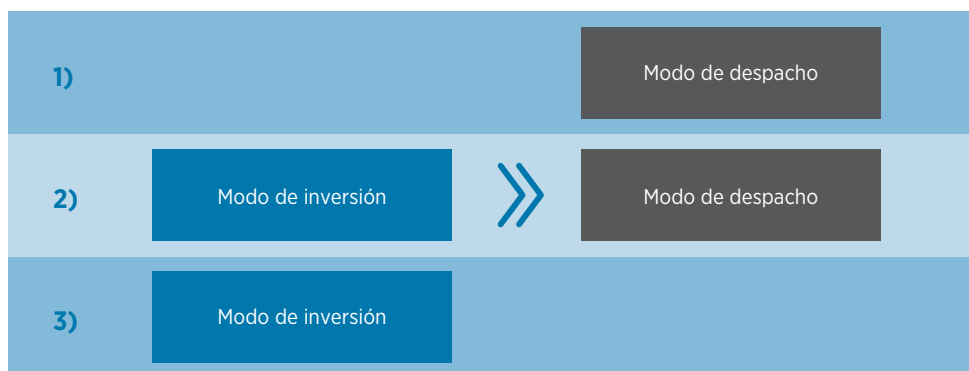 1)
Modo de despacho
2)
Modo de inversión
Modo de despacho
3)
Modo de inversión